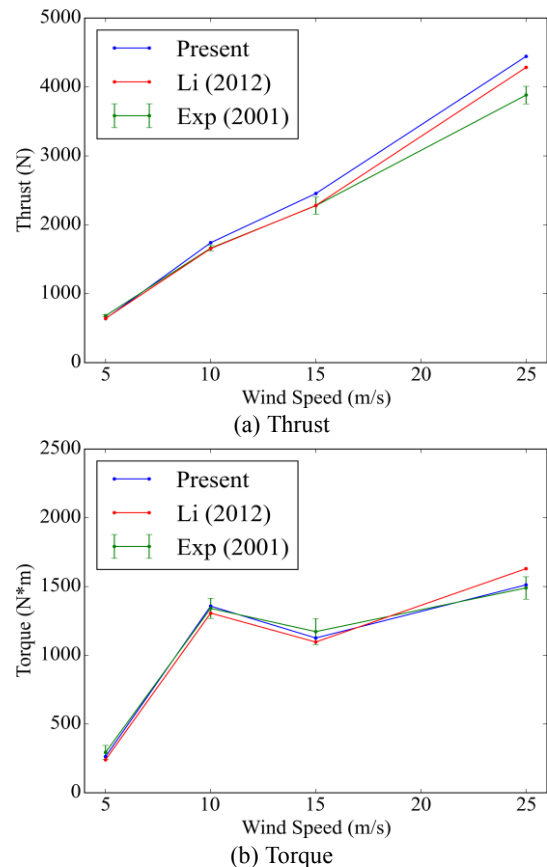 5000
4000
3000
2000
1000
0
Thrust (N)
Present
Li (2012)
Exp (2001)
5 10 15 20 25
Wind Speed (m/s)
(a) Thrust
2500
2000
1500
1000
500
0
Torque (N*m)
Present
Li (2012)
Exp (2001)
5 10 15 20 25
Wind Speed (m/s)
(b) Torque